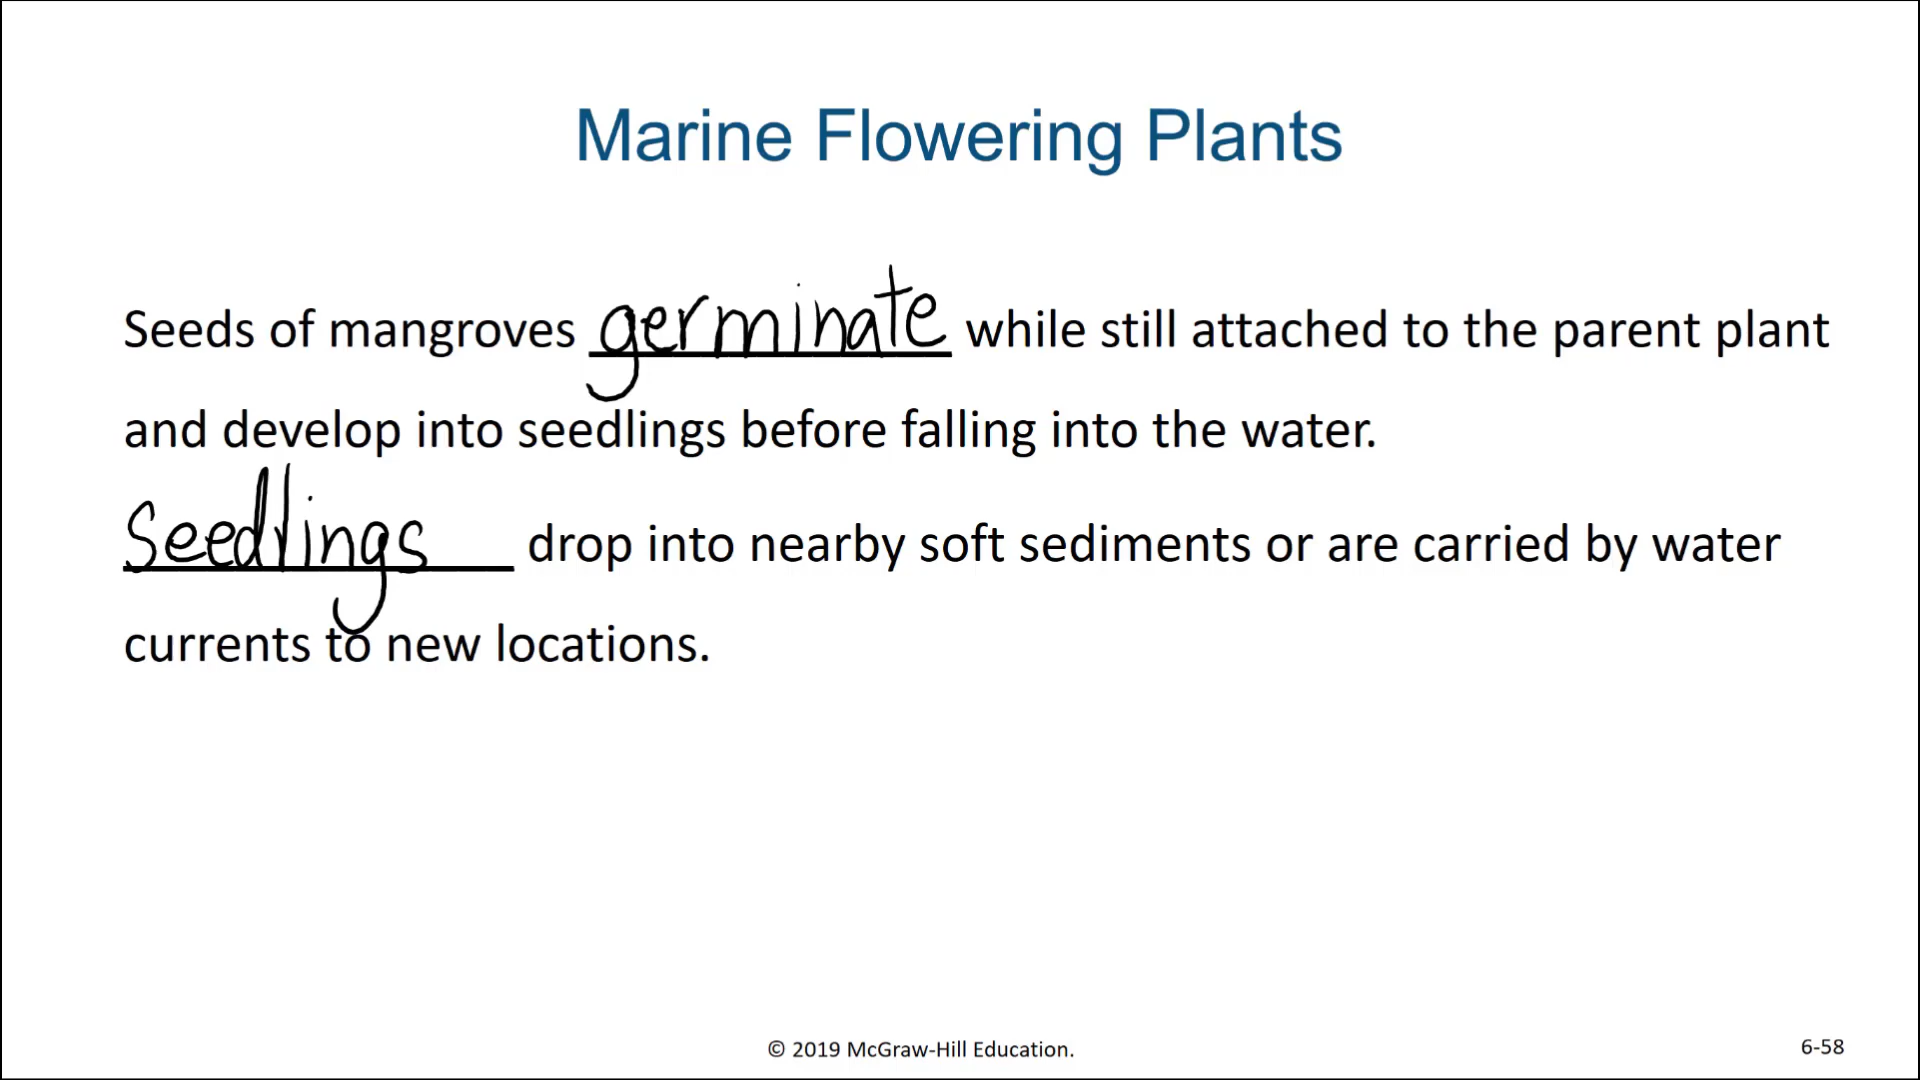 Marine Flowering Plants
Seeds of mangroves germinate while still attached to the parent plant
and develop into seedlings before falling into the water.
Seedlings drop into nearby soft sediments or are carried by water
currents to new locations.
© 2019 McGraw-Hill Education.
6-58